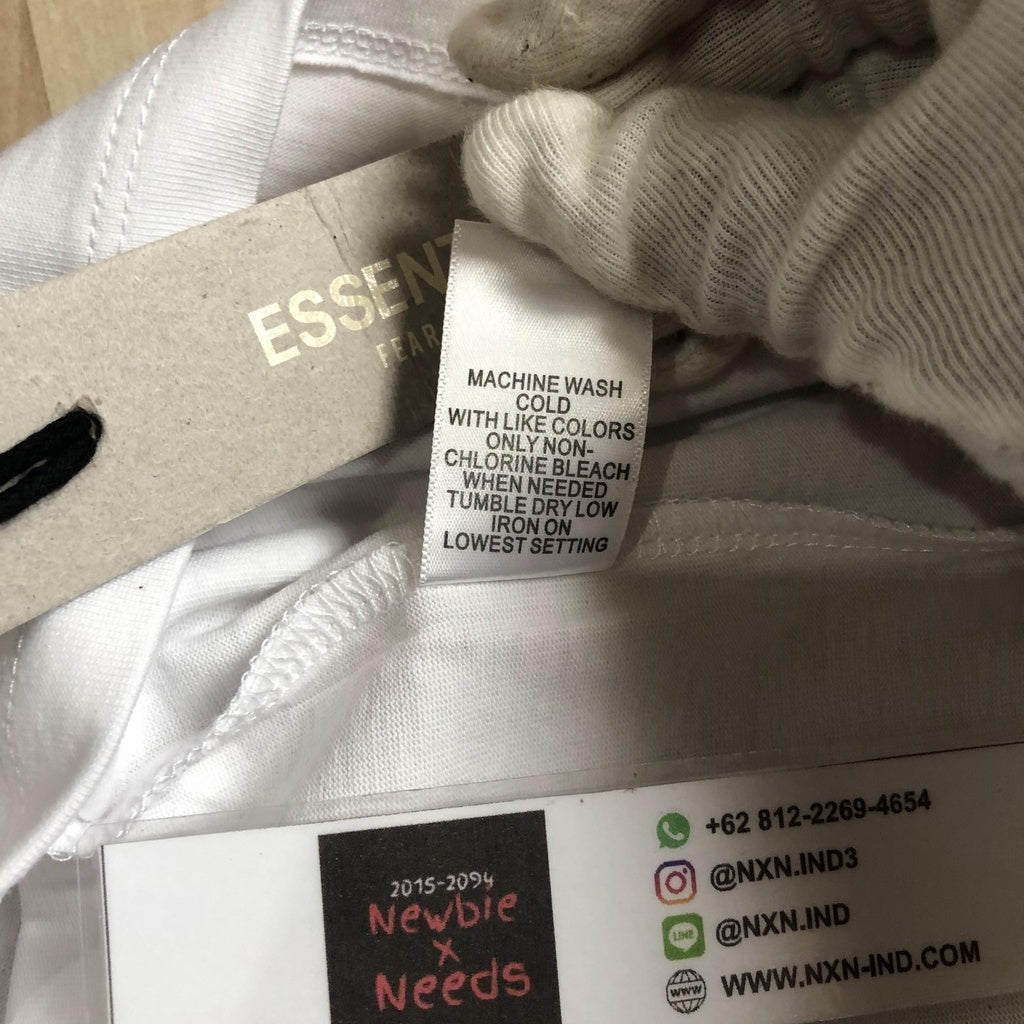 ESSENT
FEAR
MACHINE WASH
COLD
WITH LIKE COLORS
ONLY NON-
CHLORINE BLEACH
WHEN NEEDED
TUMBLE DRY LOW
IRON ON
LOWEST SETTING
2015-2094
Newbie
x
Needs
+62 812-2269-4654
@NXN.IND3
@NXN.IND
WWW
WWW.NXN-IND.COM